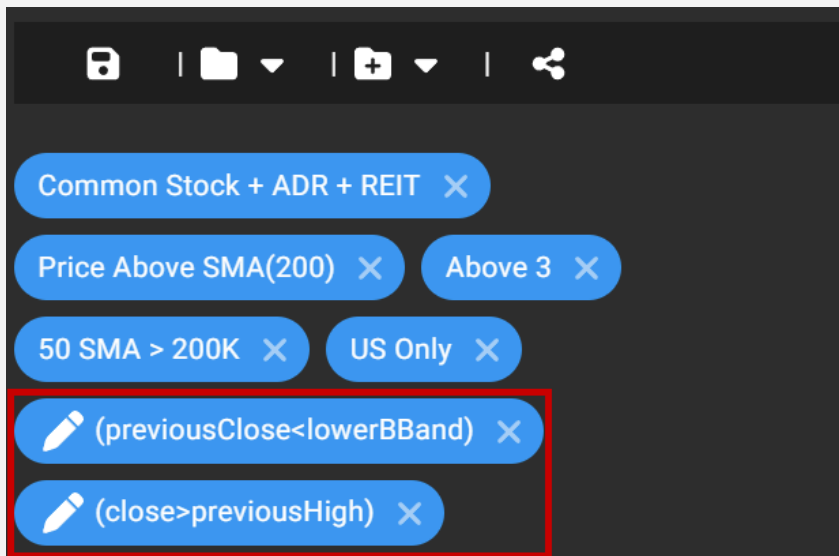 Common Stock + ADR + REIT
Price Above SMA(200) Above 3
50 SMA > 200K US Only
(previousClose<lowerBBand)
(close>previousHigh)